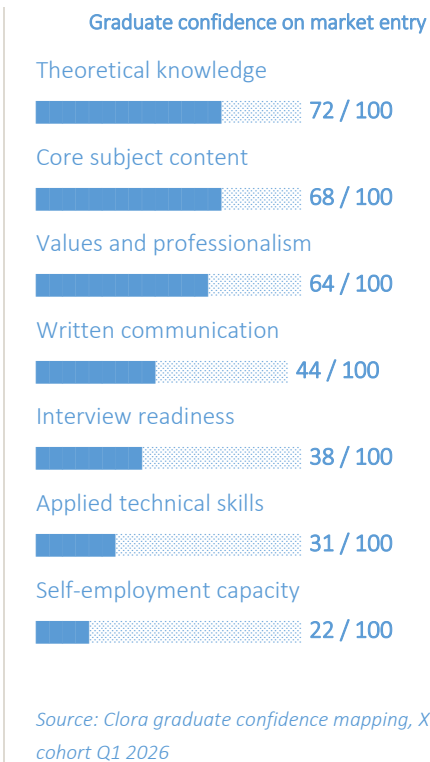 Graduate confidence on market entry
Theoretical knowledge
72 / 100
Core subject content
68 / 100
Values and professionalism
64 / 100
Written communication
44 / 100
Interview readiness
38 / 100
Applied technical skills
31 / 100
Self-employment capacity
22 / 100
Source: Clora graduate confidence mapping, X
cohort Q1 2026